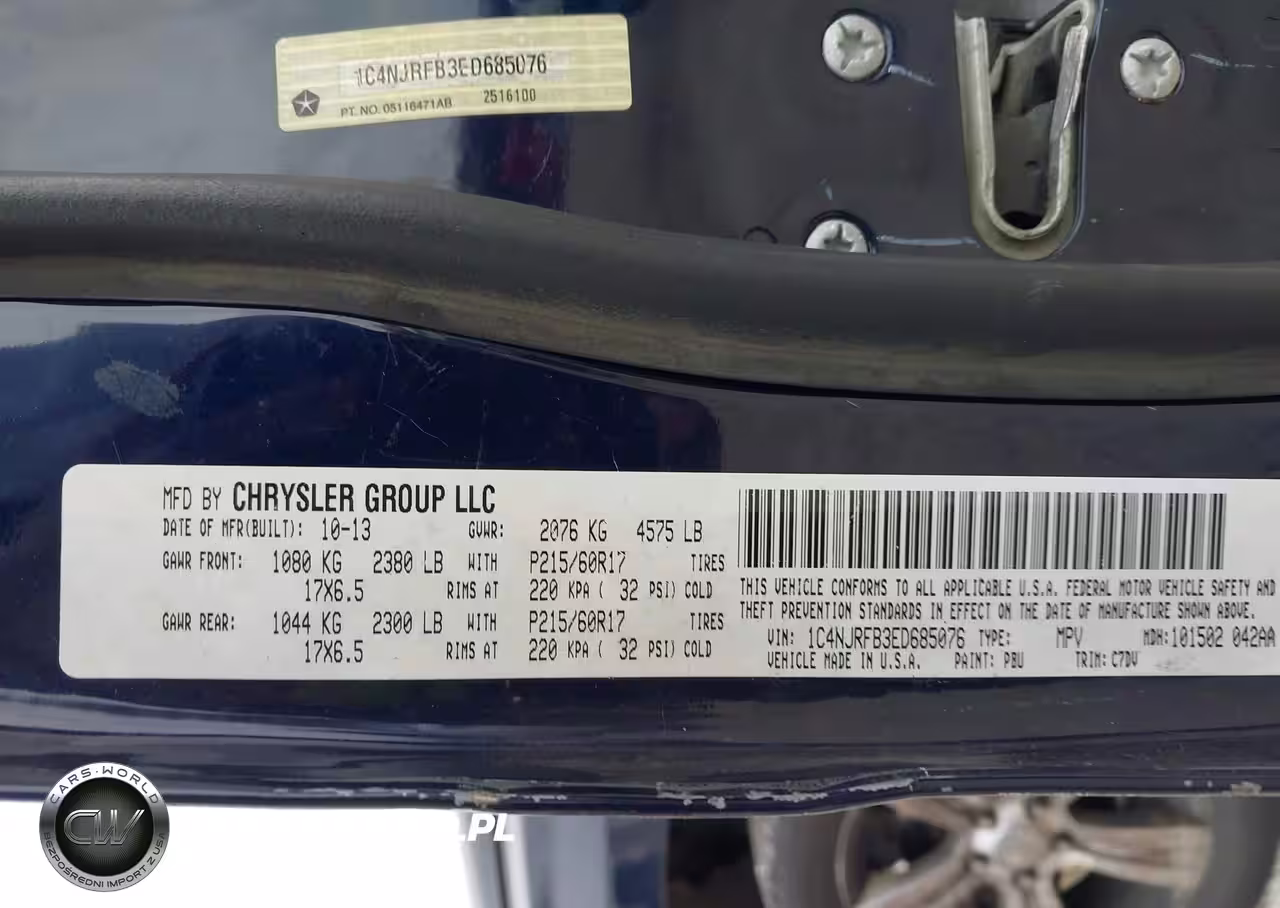 1C4NJRFB3ED685076
PT. NO. 05116471AB 2516100
MFD BY CHRYSLER GROUP LLC
DATE OF MFR(BUILT): 10-13 GVWR: 2076 KG 4575 LB
GAWR FRONT: 1080 KG 2380 LB WITH P215/60R17 TIRES
17X6.5 RIMS AT 220 KPA ( 32 PSI) COLD
GAWR REAR: 1044 KG 2300 LB WITH P215/60R17 TIRES
17X6.5 RIMS AT 220 KPA ( 32 PSI) COLD
THIS VEHICLE CONFORMS TO ALL APPLICABLE U.S.A. FEDERAL MOTOR VEHICLE SAFETY AND
THEFT PREVENTION STANDARDS IN EFFECT ON THE DATE OF MANUFACTURE SHOWN ABOVE.
VIN: 1C4NJRFB3ED685076 TYPE: MPV MDH:101502 042AA
VEHICLE MADE IN U.S.A. PAINT: PBU TRIM: C7DV
CARS-WORLD
CW
BEZPOŚREDNI IMPORT Z USA
.PL